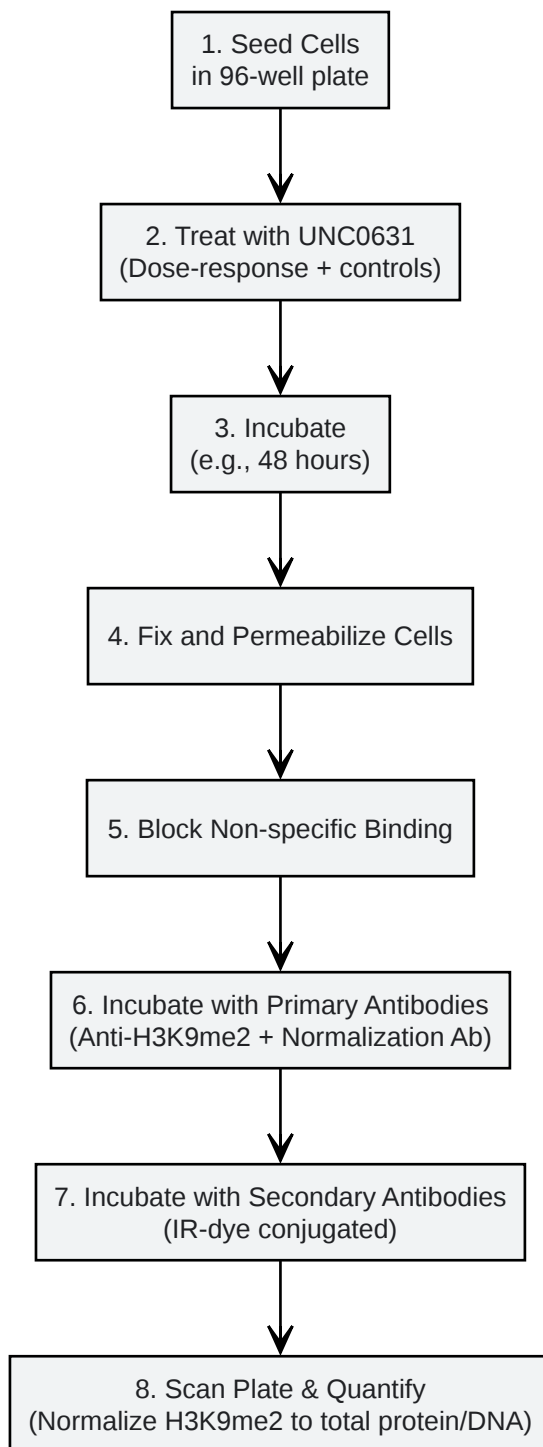 1. Seed Cells
in 96-well plate
2. Treat with UNC0631
(Dose-response + controls)
3. Incubate
(e.g., 48 hours)
4. Fix and Permeabilize Cells
5. Block Non-specific Binding
6. Incubate with Primary Antibodies
(Anti-H3K9me2 + Normalization Ab)
7. Incubate with Secondary Antibodies
(IR-dye conjugated)
8. Scan Plate & Quantify
(Normalize H3K9me2 to total protein/DNA)